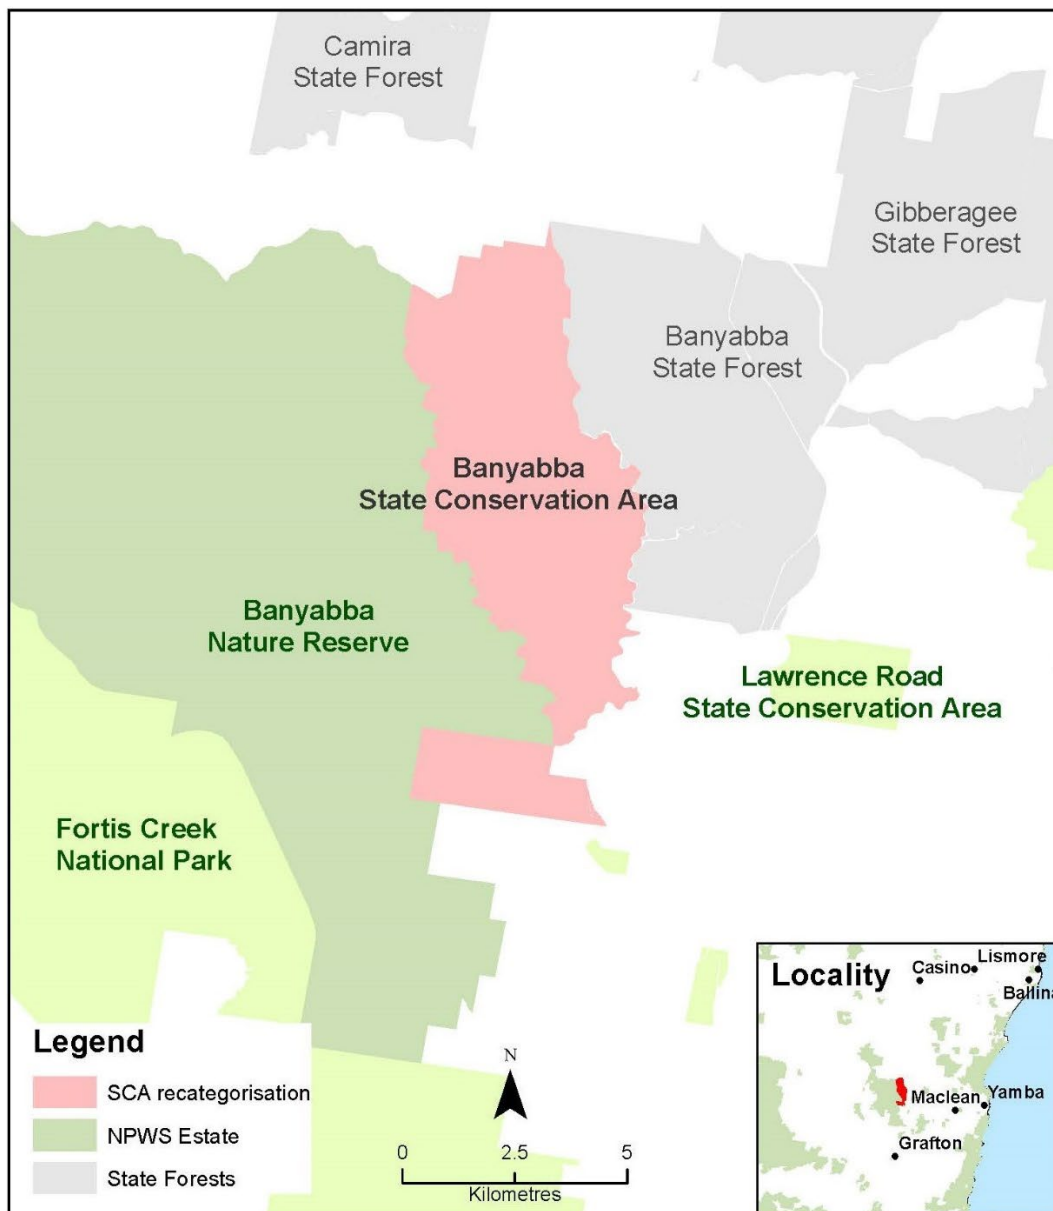 Camira
State Forest
Gibberagee
State Forest
Banyabba
State Forest
Banyabba
State Conservation Area
Banyabba
Nature Reserve
Lawrence Road
State Conservation Area
Fortis Creek
National Park
Legend
SCA recategorisation
NPWS Estate
State Forests
N
0 2.5 5
Kilometres
Locality
Casino
Lismore
Ballina
Maclean
Yamba
Grafton